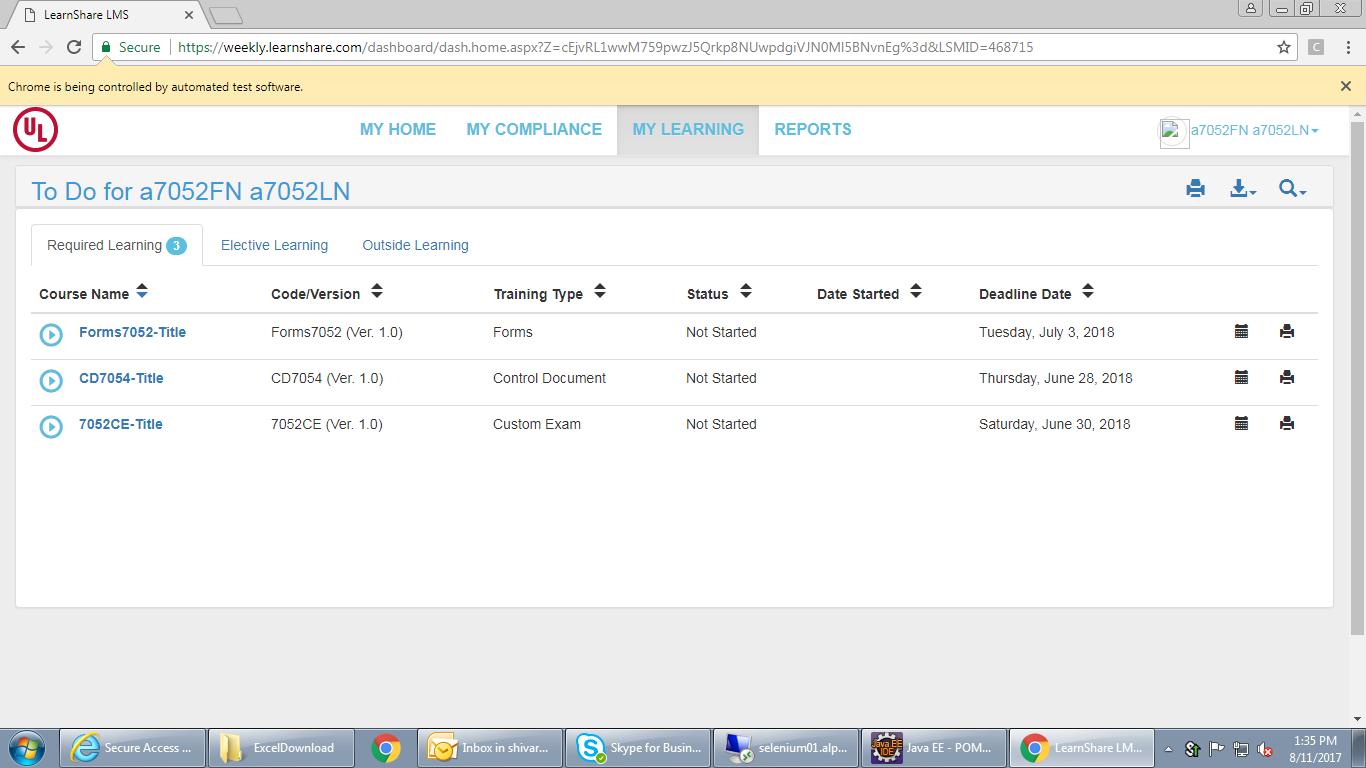 LearnShare LMS
Secure https://weekly.learnshare.com/dashboard/dash.home.aspx?Z=cEjvRL1wwM759pwzJ5Qrkp8NUwpdgiVJN0MI5BNvnEg%3d&LSMID=468715
C
Chrome is being controlled by automated test software.
UL MY HOME MY COMPLIANCE MY LEARNING REPORTS a7052FN a7052LN
To Do for a7052FN a7052LN
Required Learning 3 Elective Learning Outside Learning
Course Name Code/Version Training Type Status Date Started Deadline Date
Forms7052-Title Forms7052 (Ver. 1.0) Forms Not Started Tuesday, July 3, 2018
CD7054-Title CD7054 (Ver. 1.0) Control Document Not Started Thursday, June 28, 2018
7052CE-Title 7052CE (Ver. 1.0) Custom Exam Not Started Saturday, June 30, 2018
Secure Access ... ExcelDownload Inbox in shivar... Skype for Busin... selenium01.alp... Java EE IDE Java EE - POM... LearnShare LM... 1:35 PM
8/11/2017